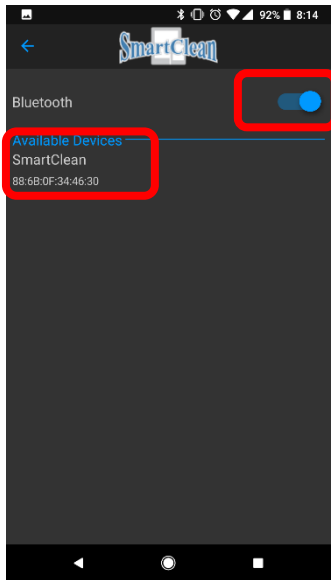 92% 8:14
SmartClean
Bluetooth
Available Devices
SmartClean
88:6B:0F:34:46:30